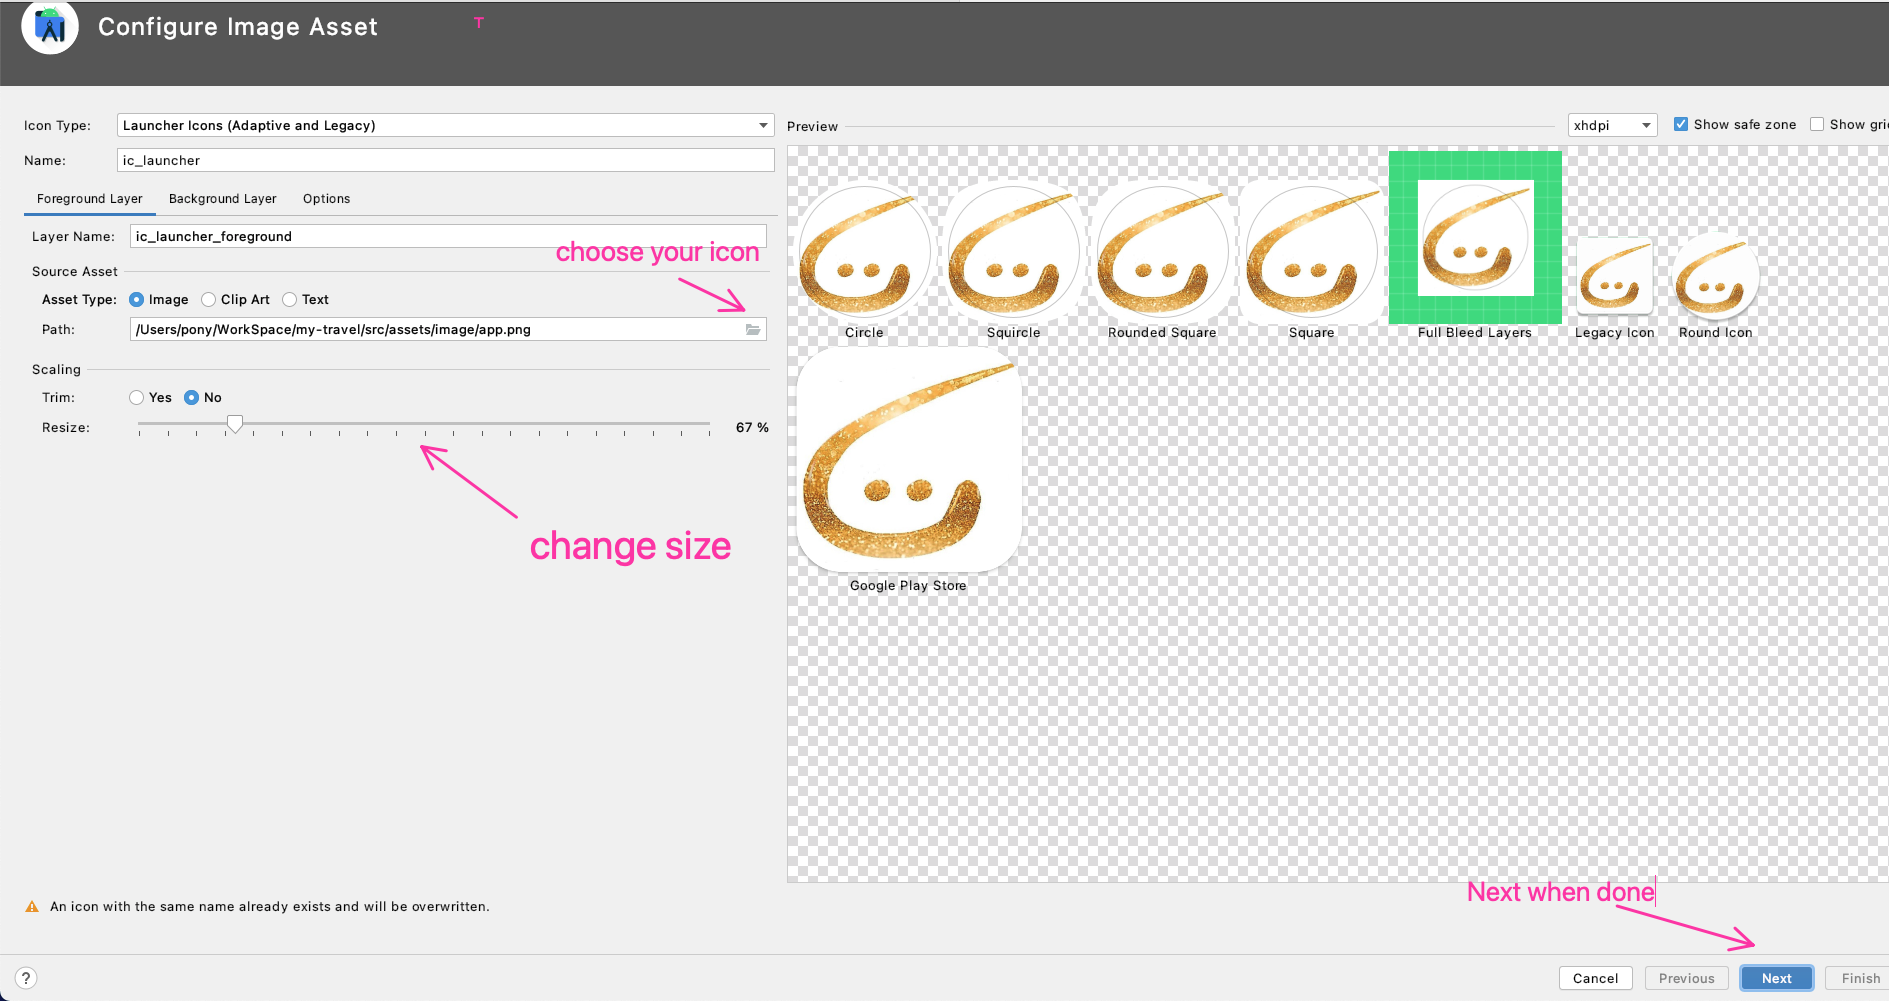 Configure Image Asset
T
Icon Type: Launcher Icons (Adaptive and Legacy)
Name: ic_launcher
Foreground Layer Background Layer Options
Layer Name: ic_launcher_foreground
choose your icon
Source Asset
Asset Type: Image Clip Art Text
Path: /Users/pony/WorkSpace/my-travel/src/assets/image/app.png
Scaling
Trim: Yes No
Resize: 67 %
change size
Preview xhdpi Show safe zone Show gri
Circle Squircle Rounded Square Square Full Bleed Layers Legacy Icon Round Icon
Google Play Store
An icon with the same name already exists and will be overwritten.
Next when done
? Cancel Previous Next Finish